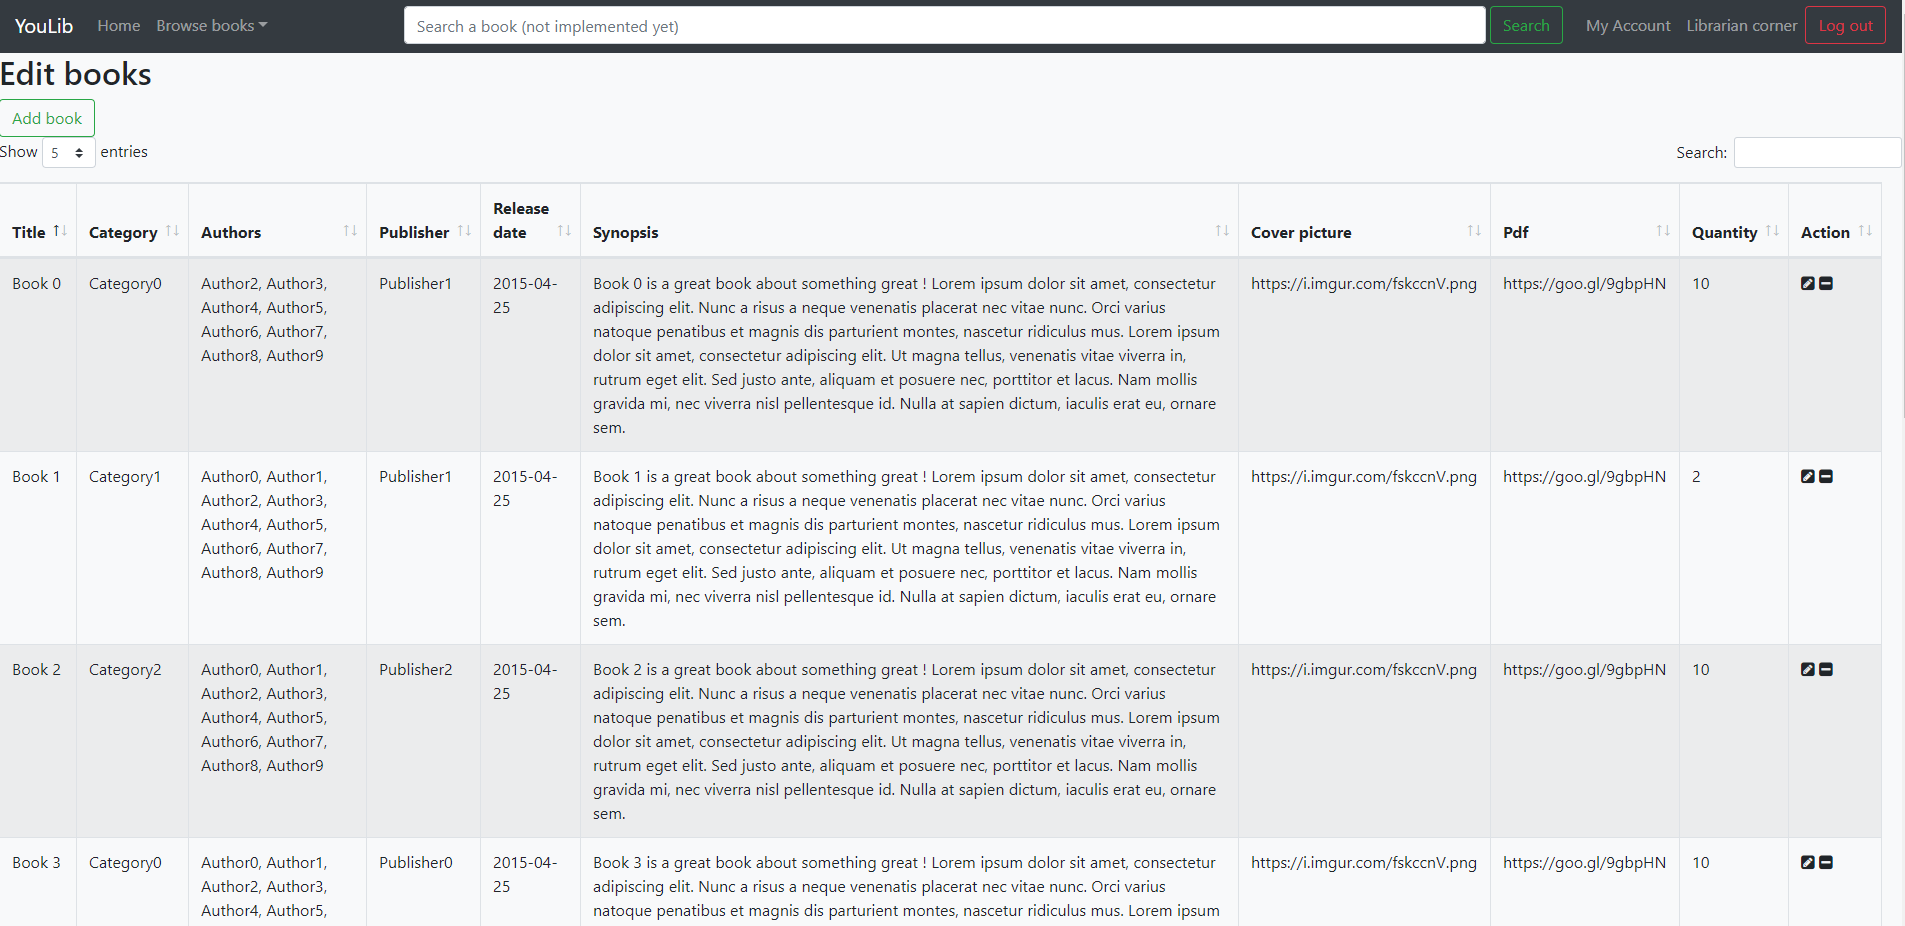 YouLib Home Browse books Search a book (not implemented yet) Search My Account Librarian corner Log out
Edit books
Add book
Show 5 entries Search:
Title Category Authors Publisher Release date Synopsis Cover picture Pdf Quantity Action
Book 0 Category0 Author2, Author3, Publisher1 2015-04- Book 0 is a great book about something great ! Lorem ipsum dolor sit amet, consectetur https://i.imgur.com/fskccnV.png https://goo.gl/9gbpHN 10
Author4, Author5, 25 adipiscing elit. Nunc a risus a neque venenatis placerat nec vitae nunc. Orci varius
Author6, Author7, natoque penatibus et magnis dis parturient montes, nascetur ridiculus mus. Lorem ipsum
Author8, Author9 dolor sit amet, consectetur adipiscing elit. Ut magna tellus, venenatis vitae viverra in,
rutrum eget elit. Sed justo ante, aliquam et posuere nec, porttitor et lacus. Nam mollis
gravida mi, nec viverra nisl pellentesque id. Nulla at sapien dictum, iaculis erat eu, ornare
sem.
Book 1 Category1 Author0, Author1, Publisher1 2015-04- Book 1 is a great book about something great ! Lorem ipsum dolor sit amet, consectetur https://i.imgur.com/fskccnV.png https://goo.gl/9gbpHN 2
Author2, Author3, 25 adipiscing elit. Nunc a risus a neque venenatis placerat nec vitae nunc. Orci varius
Author4, Author5, natoque penatibus et magnis dis parturient montes, nascetur ridiculus mus. Lorem ipsum
Author6, Author7, dolor sit amet, consectetur adipiscing elit. Ut magna tellus, venenatis vitae viverra in,
Author8, Author9 rutrum eget elit. Sed justo ante, aliquam et posuere nec, porttitor et lacus. Nam mollis
gravida mi, nec viverra nisl pellentesque id. Nulla at sapien dictum, iaculis erat eu, ornare
sem.
Book 2 Category2 Author0, Author1, Publisher2 2015-04- Book 2 is a great book about something great ! Lorem ipsum dolor sit amet, consectetur https://i.imgur.com/fskccnV.png https://goo.gl/9gbpHN 10
Author2, Author3, 25 adipiscing elit. Nunc a risus a neque venenatis placerat nec vitae nunc. Orci varius
Author4, Author5, natoque penatibus et magnis dis parturient montes, nascetur ridiculus mus. Lorem ipsum
Author6, Author7, dolor sit amet, consectetur adipiscing elit. Ut magna tellus, venenatis vitae viverra in,
Author8, Author9 rutrum eget elit. Sed justo ante, aliquam et posuere nec, porttitor et lacus. Nam mollis
gravida mi, nec viverra nisl pellentesque id. Nulla at sapien dictum, iaculis erat eu, ornare
sem.
Book 3 Category0 Author0, Author1, Publisher0 2015-04- Book 3 is a great book about something great ! Lorem ipsum dolor sit amet, consectetur https://i.imgur.com/fskccnV.png https://goo.gl/9gbpHN 10
Author2, Author3, 25 adipiscing elit. Nunc a risus a neque venenatis placerat nec vitae nunc. Orci varius
Author4, Author5, natoque penatibus et magnis dis parturient montes, nascetur ridiculus mus. Lorem ipsum